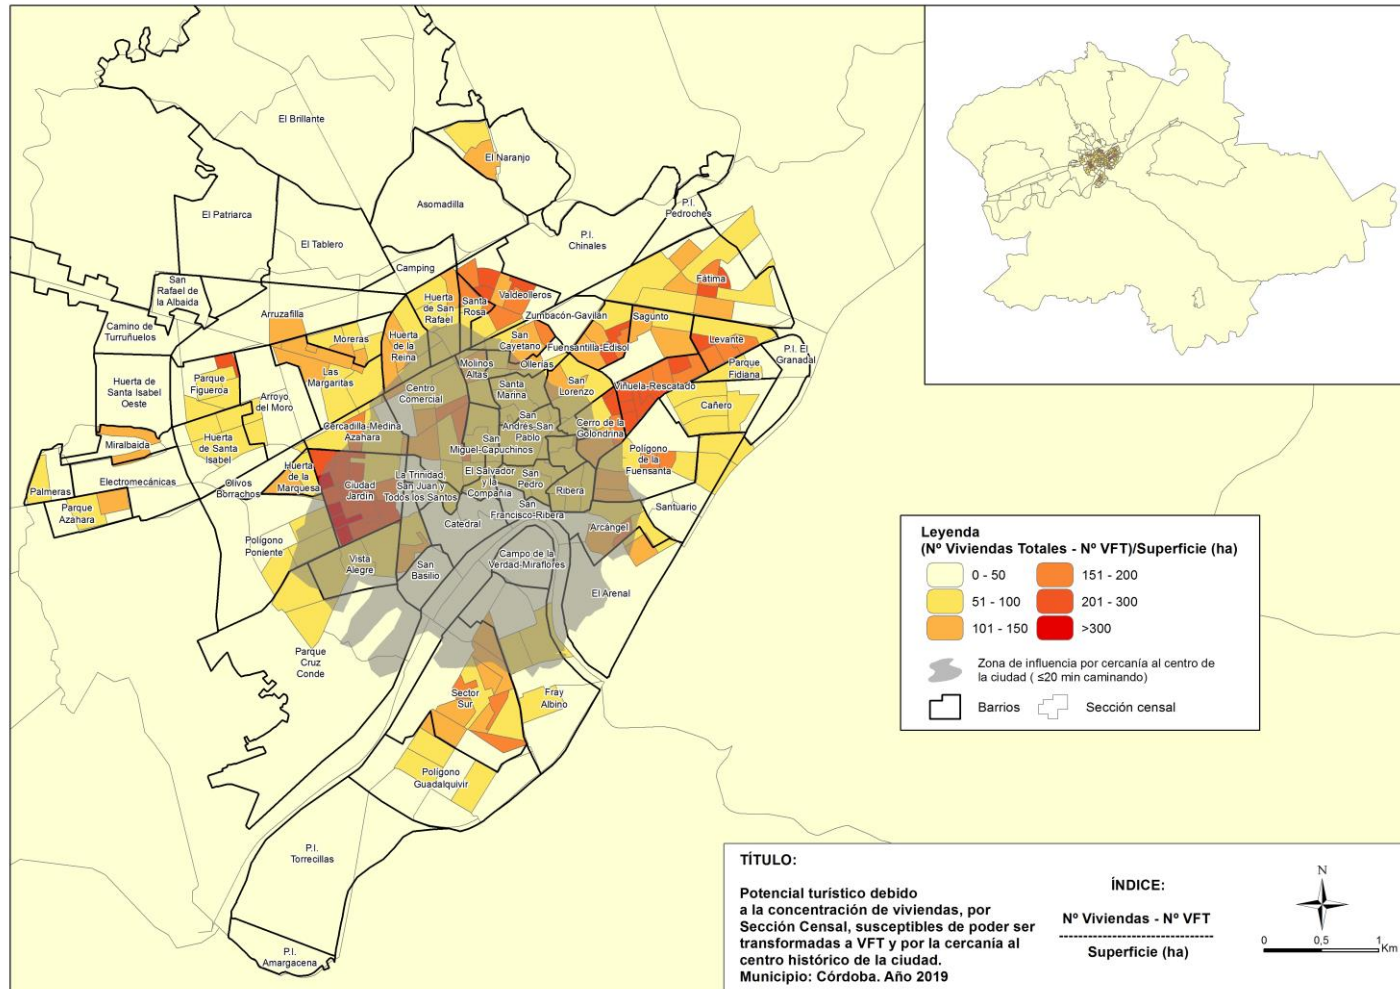 El Brillante
El Naranjo
Asomadilla
El Patriarca
El Tablero
P.I.
Chinales
P.I.
Pedroches
Camping
San
Rafael de
la Albaida
Arruzafilla
Camino de
Turruñuelos
Huerta de
Santa Isabel
Oeste
Parque
Figueroa
Arroyo
del Moro
Moreras
Las
Margaritas
Huerta
de San
Rafael
Santa
Rosa
Valdeolleros
Huerta
de la
Reina
San
Cayetano
Zumbacón-Gavilán
Sagunto
Fátima
Fuensantilla-Edisol
Levante
P.I. El
Granadal
Parque
Fidiana
Ollerías
Molinos
Altas
Centro
Comercial
Santa
Marina
San
Lorenzo
Viñuela-Rescatado
Cañero
Cercadilla-Medina
Azahara
San
Andrés-San
Pablo
Cerro de la
Golondrina
San
Miguel-Capuchinos
Polígono
de la
Fuensanta
Miralbaida
Huerta
de Santa
Isabel
Palmeras
Electromecánicas
Parque
Azahara
Olivos
Borrachos
Huerta
de la
Marquesa
Ciudad
Jardín
La Trinidad,
San Juan y
Todos los Santos
El Salvador
y la
Compañía
San
Pedro
Ribera
San
Francisco-Ribera
Catedral
Arcángel
Santuario
Polígono
Poniente
Vista
Alegre
San
Basilio
Campo de la
Verdad-Miraflores
El Arenal
Parque
Cruz
Conde
Sector
Sur
Fray
Albino
Polígono
Guadalquivir
P.I.
Torrecillas
P.I.
Amargacena
Leyenda
(Nº Viviendas Totales - Nº VFT)/Superficie (ha)
0 - 50
151 - 200
51 - 100
201 - 300
101 - 150
>300
Zona de influencia por cercanía al centro de
la ciudad ( ≤20 min caminando)
Barrios
Sección censal
TÍTULO:
Potencial turístico debido
a la concentración de viviendas, por
Sección Censal, susceptibles de poder ser
transformadas a VFT y por la cercanía al
centro histórico de la ciudad.
Municipio: Córdoba. Año 2019
ÍNDICE:
Nº Viviendas - Nº VFT
Superficie (ha)
N
0 0,5 1
Km